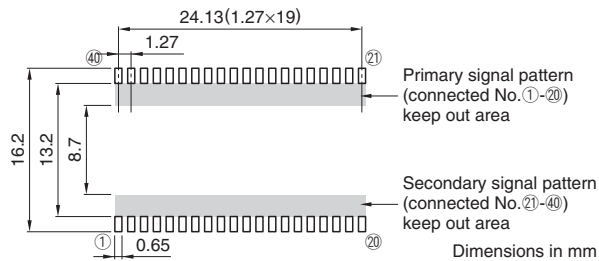 24.13(1.27×19)
㊵ 1.27 ㉑
Primary signal pattern
(connected No.①-⑳)
keep out area
16.2
13.2
8.7
Secondary signal pattern
(connected No.㉑-㊵)
keep out area
① 0.65 ⑳
Dimensions in mm